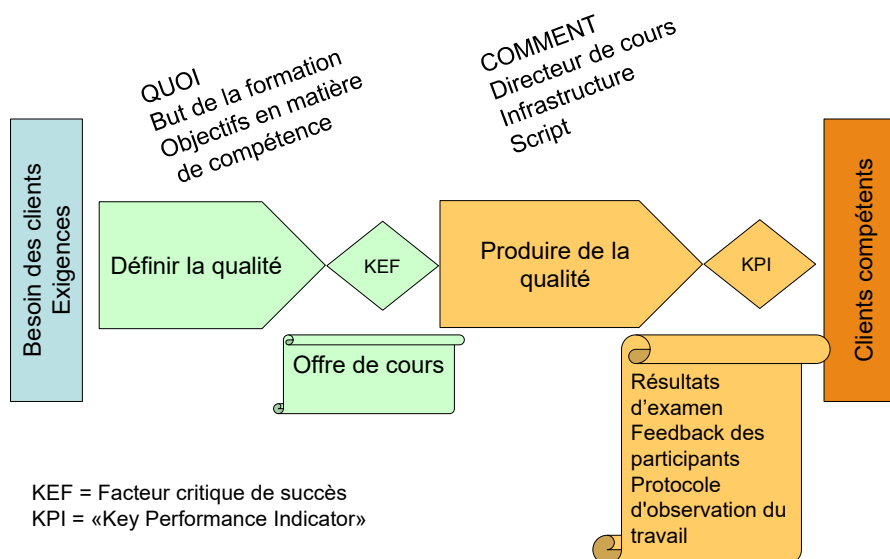 QUOI
But de la formation
Objectifs en matière
de compétence
COMMENT
Directeur de cours
Infrastructure
Script
Besoin des clients
Exigences
Définir la qualité
KEF
Produire de la
qualité
KPI
Clients compétents
Offre de cours
Résultats
d'examen
Feedback des
participants
Protocole
d'observation du
travail
KEF = Facteur critique de succès
KPI = «Key Performance Indicator»